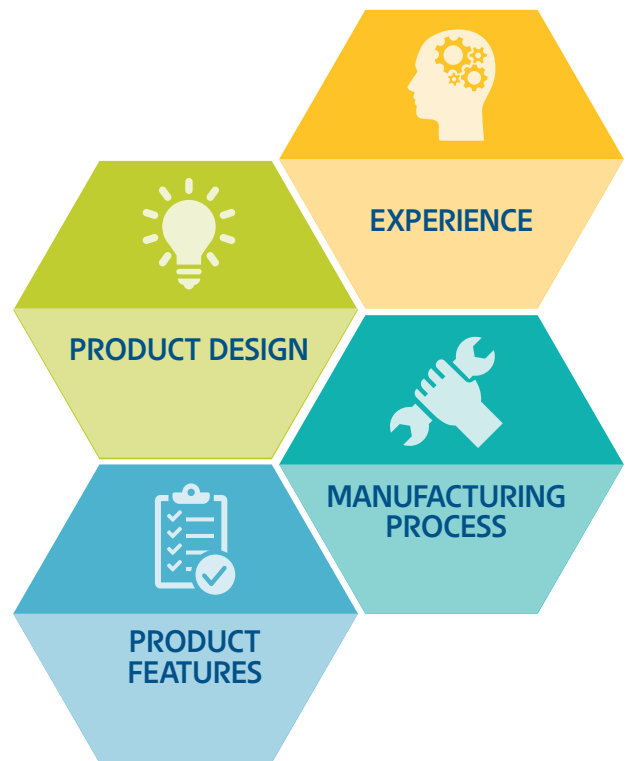 EXPERIENCE
PRODUCT DESIGN
MANUFACTURING
PROCESS
PRODUCT
FEATURES